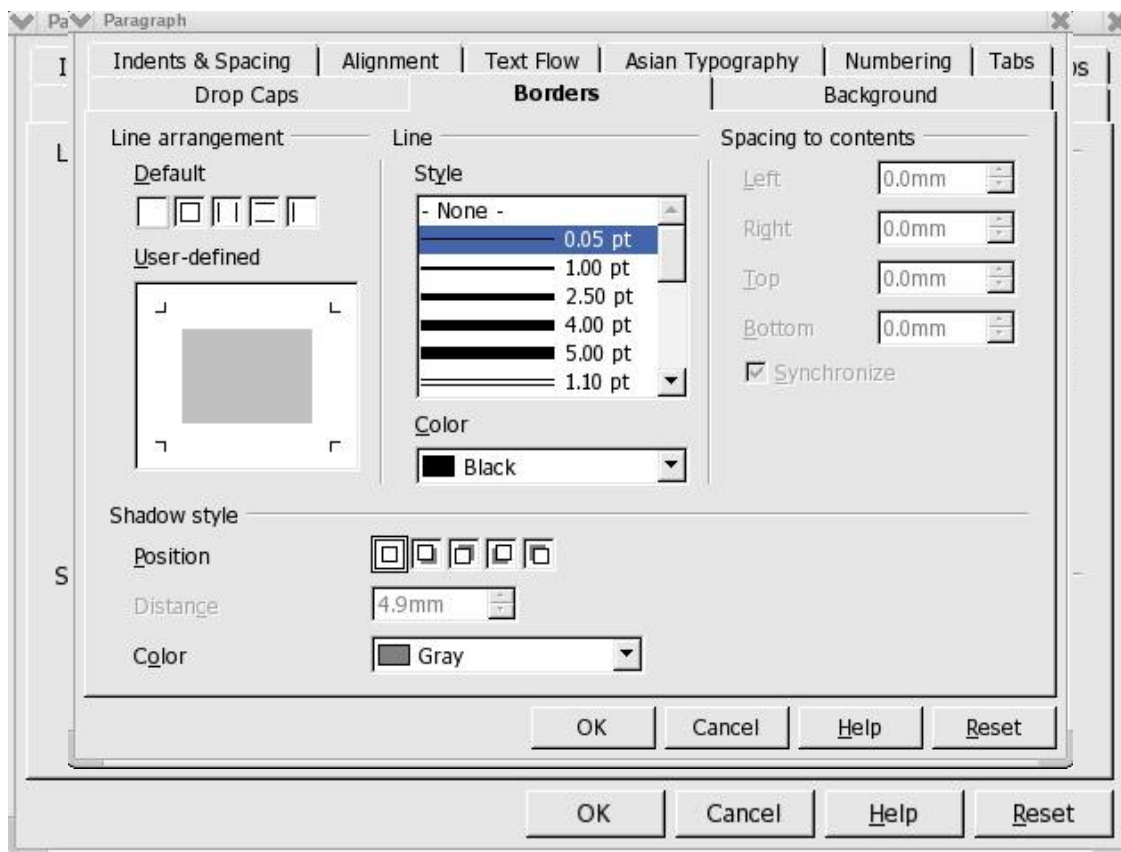 Pa
Paragraph
I
Indents & Spacing
Alignment
Text Flow
Asian Typography
Numbering
Tabs
Drop Caps
Borders
Background
L
Line arrangement
Default
User-defined
Line
Style
- None -
0.05 pt
1.00 pt
2.50 pt
4.00 pt
5.00 pt
1.10 pt
Color
Black
Spacing to contents
Left 0.0mm
Right 0.0mm
Top 0.0mm
Bottom 0.0mm
Synchronize
S
Shadow style
Position
Distance 4.9mm
Color Gray
OK Cancel Help Reset
OK Cancel Help Reset